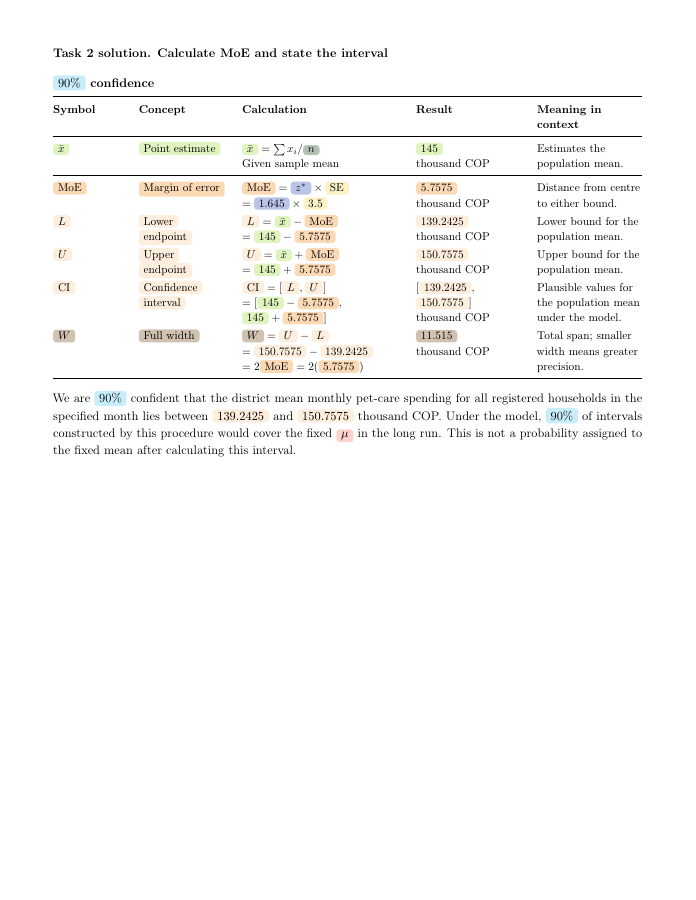 Task 2 solution. Calculate MoE and state the interval
90% confidence
Symbol Concept Calculation Result Meaning in
context
x̄ Point estimate x̄ = ∑ xᵢ/n 145 Estimates the
Given sample mean thousand COP population mean.
MoE Margin of error MoE = z* × SE 5.7575 Distance from centre
= 1.645 × 3.5 thousand COP to either bound.
L Lower L = x̄ − MoE 139.2425 Lower bound for the
endpoint = 145 − 5.7575 thousand COP population mean.
U Upper U = x̄ + MoE 150.7575 Upper bound for the
endpoint = 145 + 5.7575 thousand COP population mean.
CI Confidence CI = [ L , U ] [ 139.2425 , Plausible values for
interval = [ 145 − 5.7575 , 150.7575 ] the population mean
145 + 5.7575 ] thousand COP under the model.
W Full width W = U − L 11.515 Total span; smaller
= 150.7575 − 139.2425 thousand COP width means greater
= 2 MoE = 2( 5.7575 ) precision.
We are 90% confident that the district mean monthly pet-care spending for all registered households in the
specified month lies between 139.2425 and 150.7575 thousand COP. Under the model, 90% of intervals
constructed by this procedure would cover the fixed μ in the long run. This is not a probability assigned to
the fixed mean after calculating this interval.